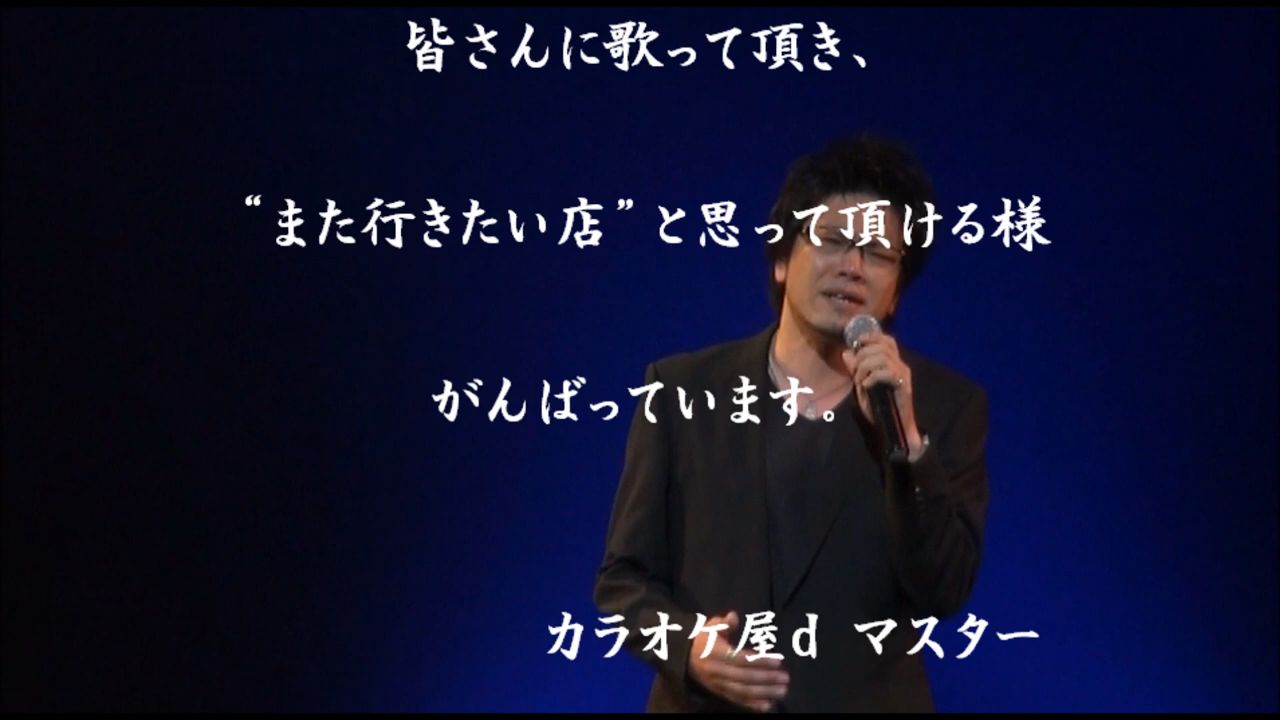 皆さんに歌って頂き、
“また行きたい店”と思って頂ける様
がんばっています。
カラオケ屋d マスター